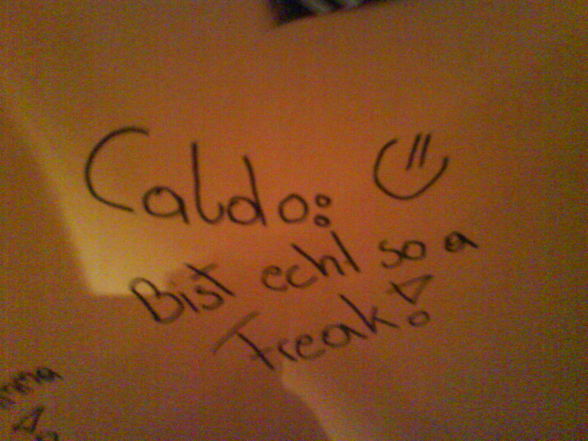 Caldo:
Bist echt so a
Freak!